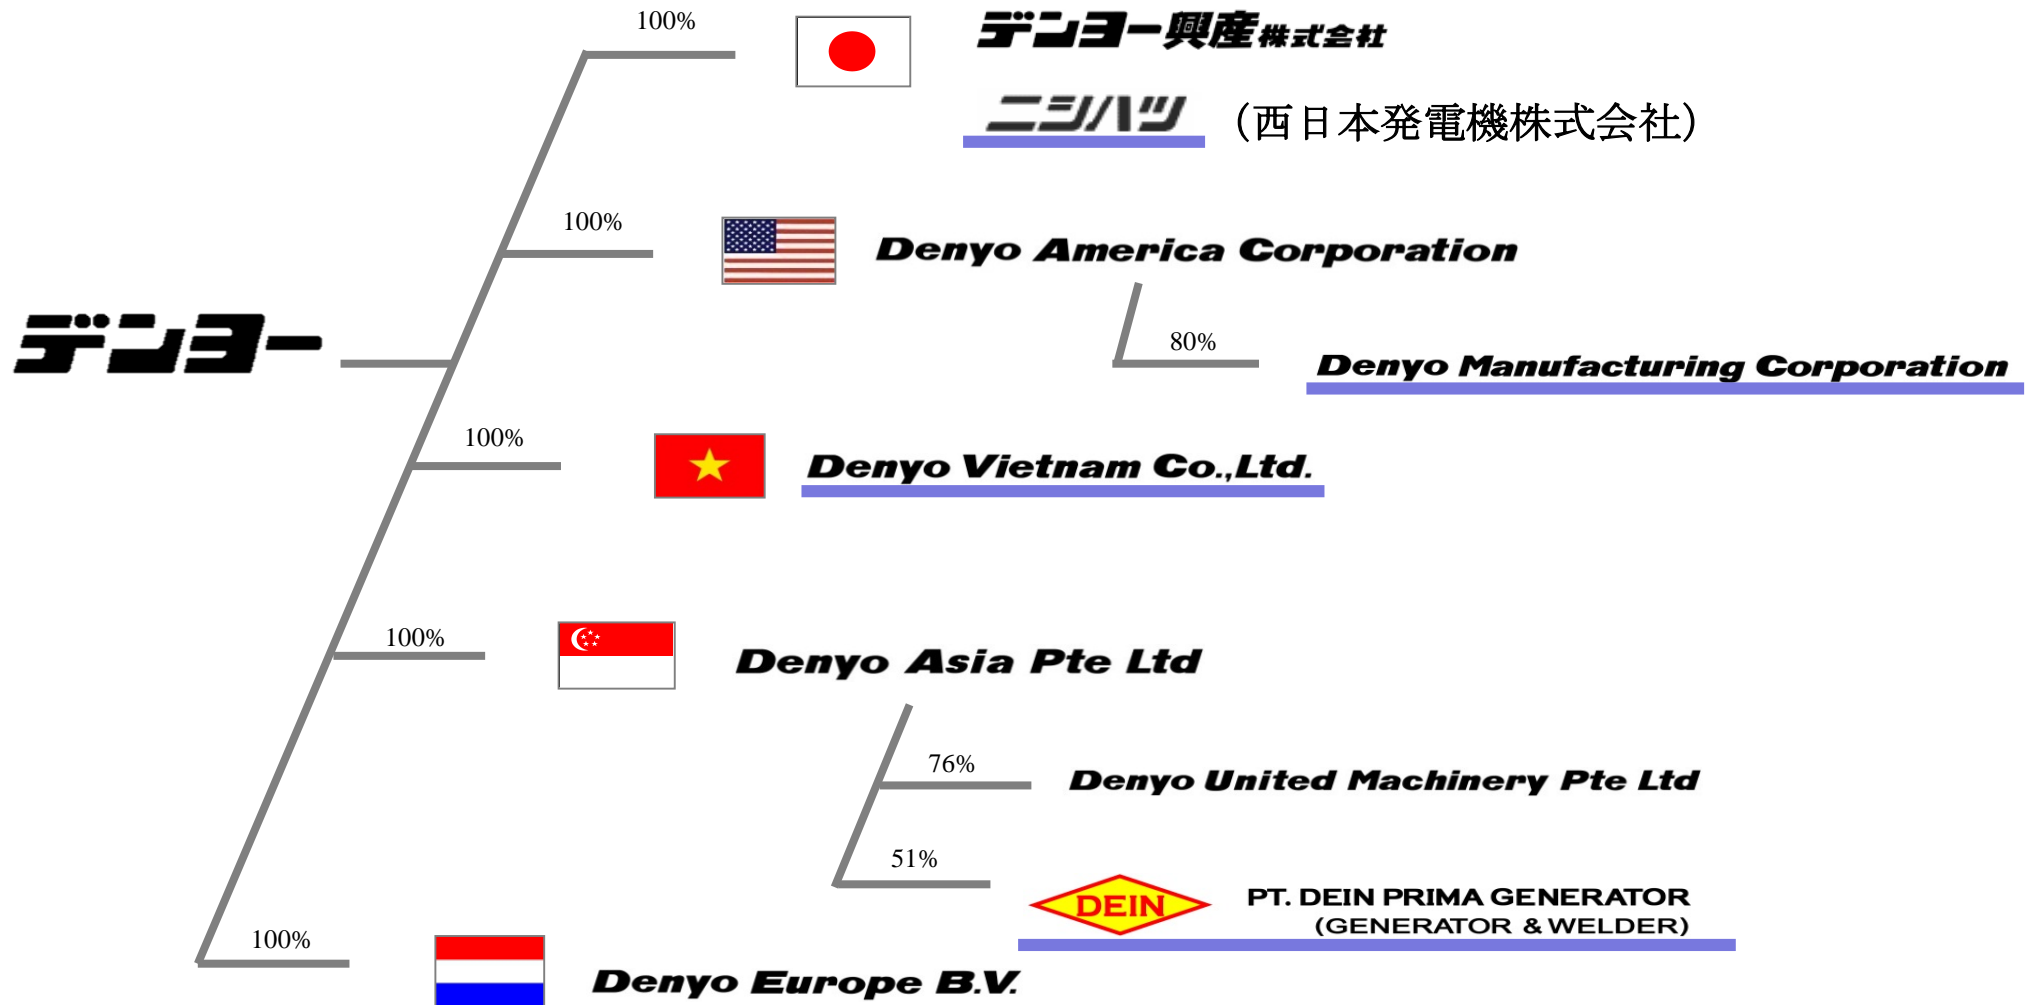 100%
デンヨー興産株式会社
ニシハツ (西日本発電機株式会社)
100%
Denyo America Corporation
デンヨー
80%
Denyo Manufacturing Corporation
100%
Denyo Vietnam Co.,Ltd.
100%
Denyo Asia Pte Ltd
76%
Denyo United Machinery Pte Ltd
51%
DEIN PT. DEIN PRIMA GENERATOR
(GENERATOR & WELDER)
100%
Denyo Europe B.V.